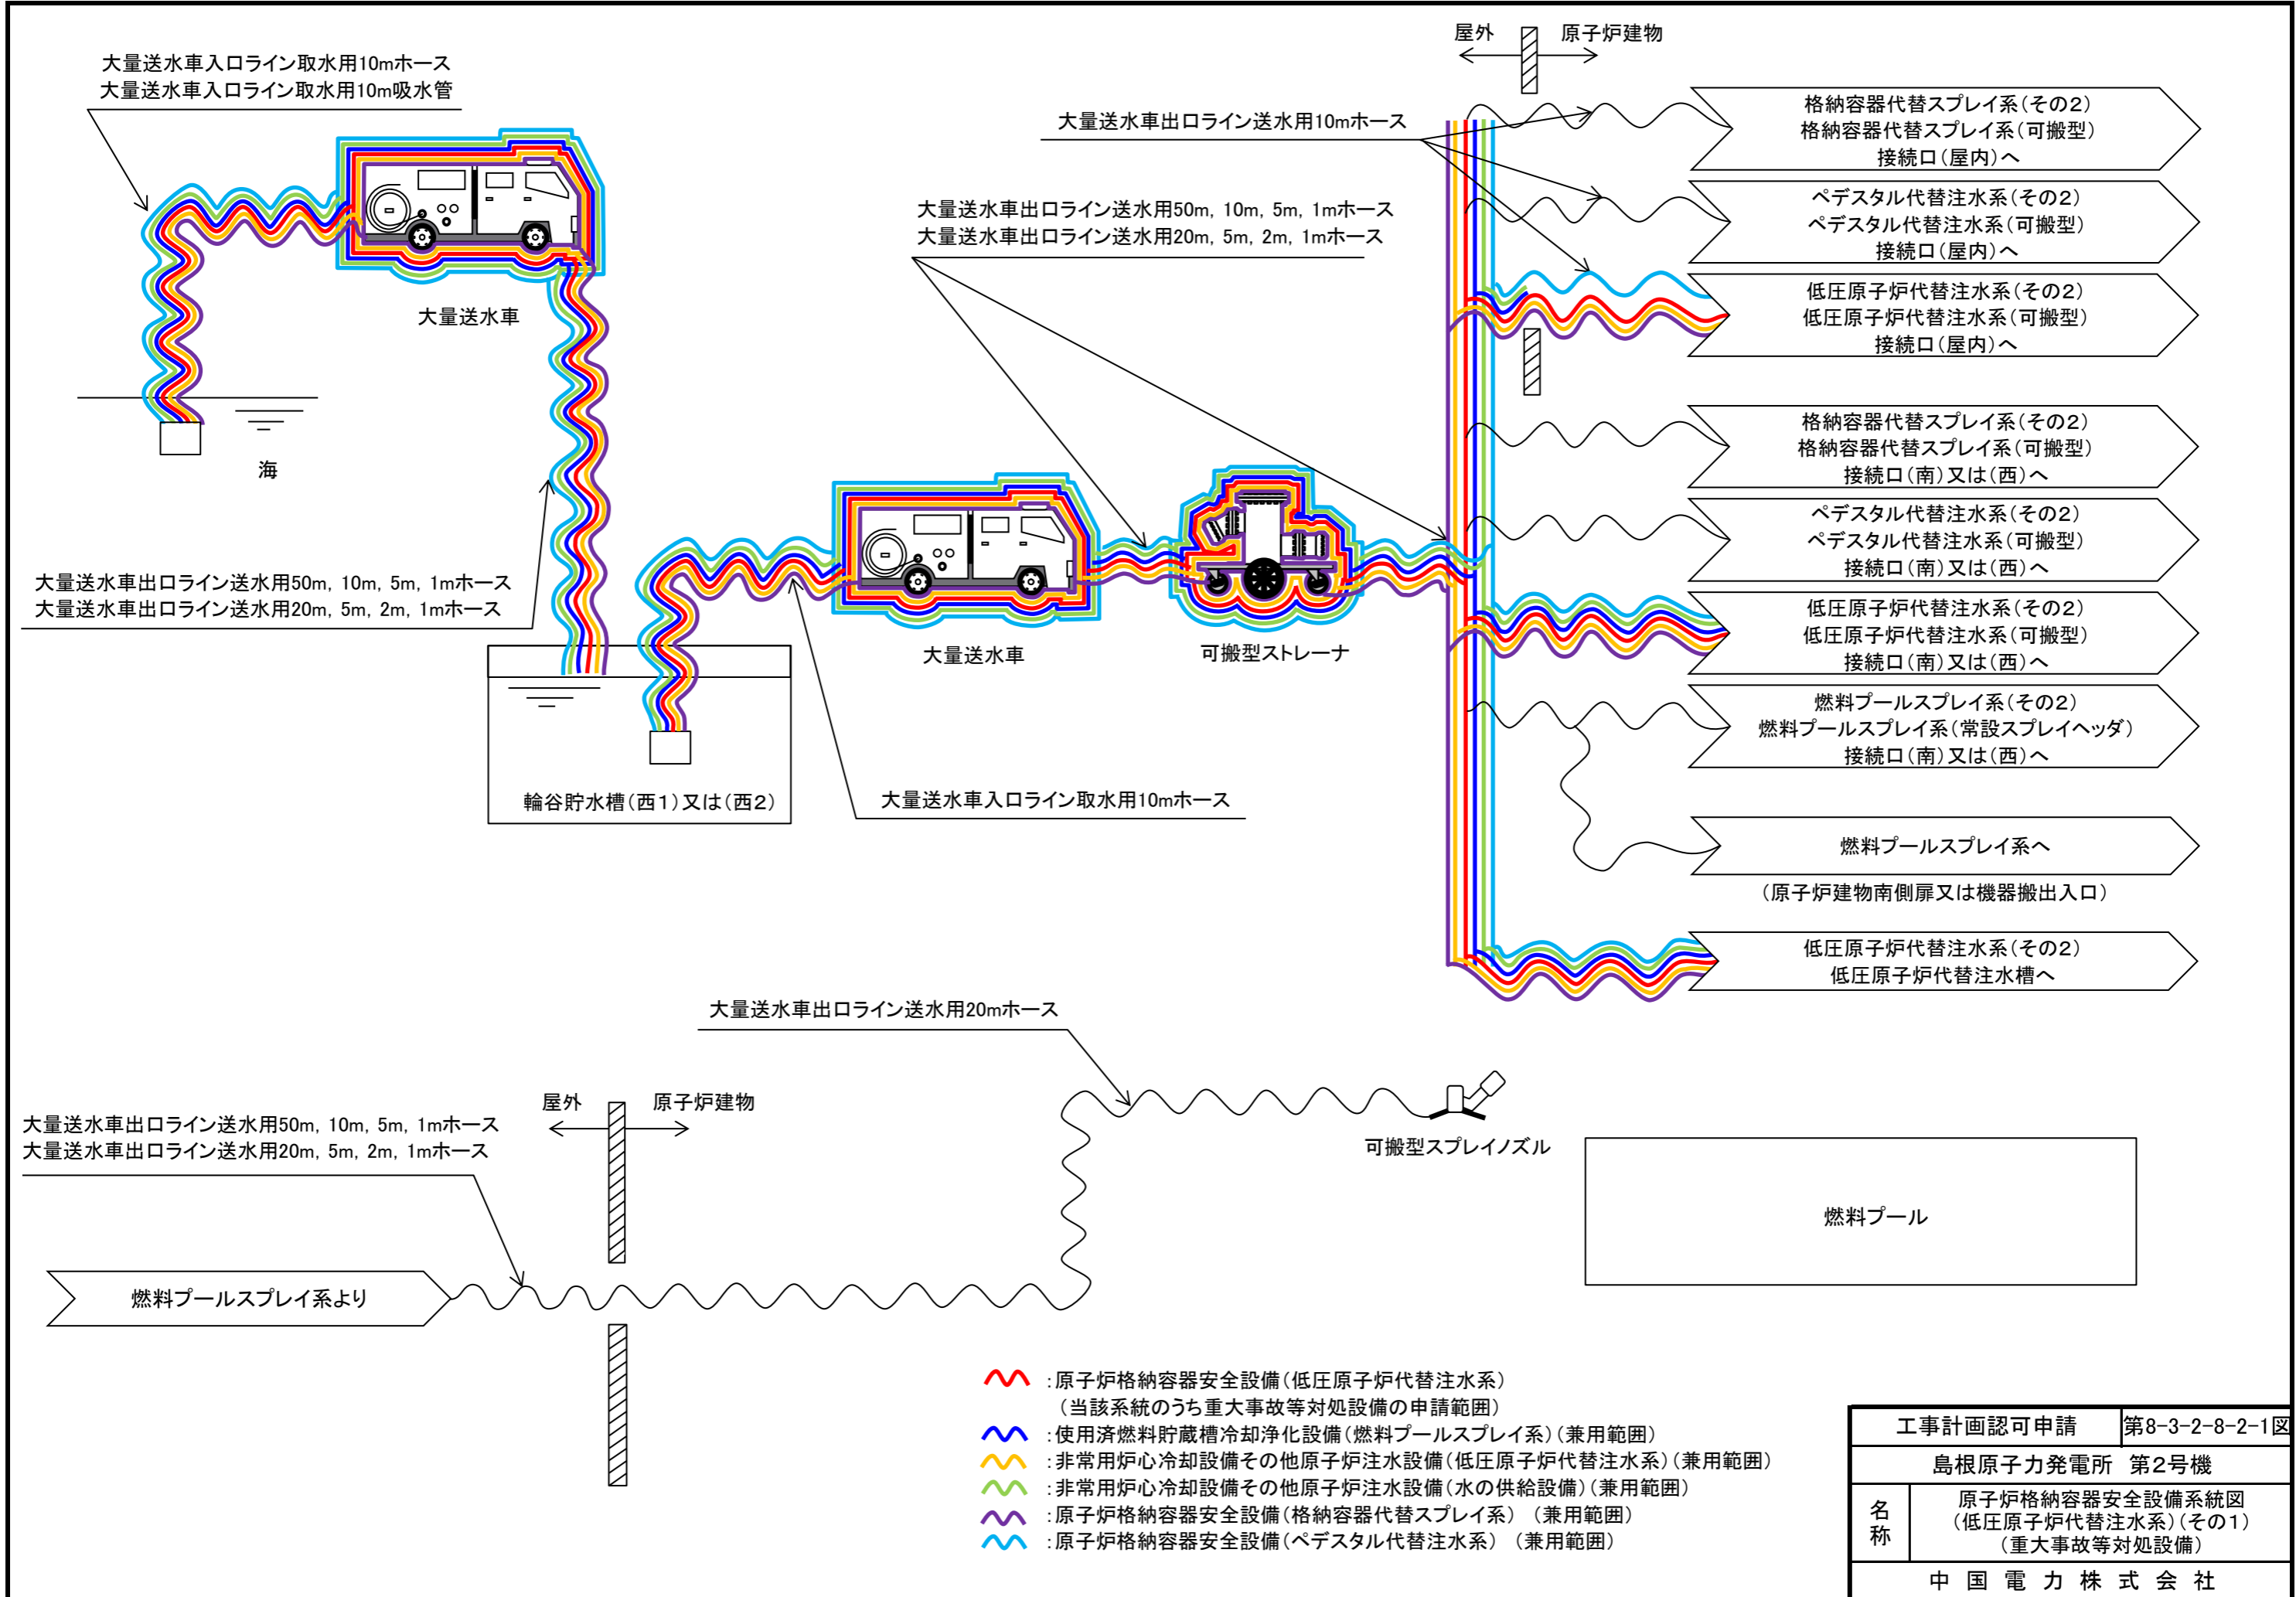 大量送水車入口ライン取水用10mホース
大量送水車入口ライン取水用10m吸水管
大量送水車
海
大量送水車出口ライン送水用50m, 10m, 5m, 1mホース
大量送水車出口ライン送水用20m, 5m, 2m, 1mホース
輪谷貯水槽(西1)又は(西2)
大量送水車入口ライン取水用10mホース
大量送水車
可搬型ストレーナ
大量送水車出口ライン送水用50m, 10m, 5m, 1mホース
大量送水車出口ライン送水用20m, 5m, 2m, 1mホース
大量送水車出口ライン送水用10mホース
屋外
原子炉建物
格納容器代替スプレイ系(その2)
格納容器代替スプレイ系(可搬型)
接続口(屋内)へ
ペデスタル代替注水系(その2)
ペデスタル代替注水系(可搬型)
接続口(屋内)へ
低圧原子炉代替注水系(その2)
低圧原子炉代替注水系(可搬型)
接続口(屋内)へ
格納容器代替スプレイ系(その2)
格納容器代替スプレイ系(可搬型)
接続口(南)又は(西)へ
ペデスタル代替注水系(その2)
ペデスタル代替注水系(可搬型)
接続口(南)又は(西)へ
低圧原子炉代替注水系(その2)
低圧原子炉代替注水系(可搬型)
接続口(南)又は(西)へ
燃料プールスプレイ系(その2)
燃料プールスプレイ系(常設スプレイヘッダ)
接続口(南)又は(西)へ
燃料プールスプレイ系へ
(原子炉建物南側扉又は機器搬出入口)
低圧原子炉代替注水系(その2)
低圧原子炉代替注水槽へ
大量送水車出口ライン送水用20mホース
屋外
原子炉建物
大量送水車出口ライン送水用50m, 10m, 5m, 1mホース
大量送水車出口ライン送水用20m, 5m, 2m, 1mホース
可搬型スプレイノズル
燃料プール
燃料プールスプレイ系より
:原子炉格納容器安全設備(低圧原子炉代替注水系)
(当該系統のうち重大事故等対処設備の申請範囲)
:使用済燃料貯蔵槽冷却浄化設備(燃料プールスプレイ系)(兼用範囲)
:非常用炉心冷却設備その他原子炉注水設備(低圧原子炉代替注水系)(兼用範囲)
:非常用炉心冷却設備その他原子炉注水設備(水の供給設備)(兼用範囲)
:原子炉格納容器安全設備(格納容器代替スプレイ系) (兼用範囲)
:原子炉格納容器安全設備(ペデスタル代替注水系) (兼用範囲)
工事計画認可申請 第8-3-2-8-2-1図
島根原子力発電所 第2号機
名称
原子炉格納容器安全設備系統図
(低圧原子炉代替注水系)(その1)
(重大事故等対処設備)
中国電力株式会社